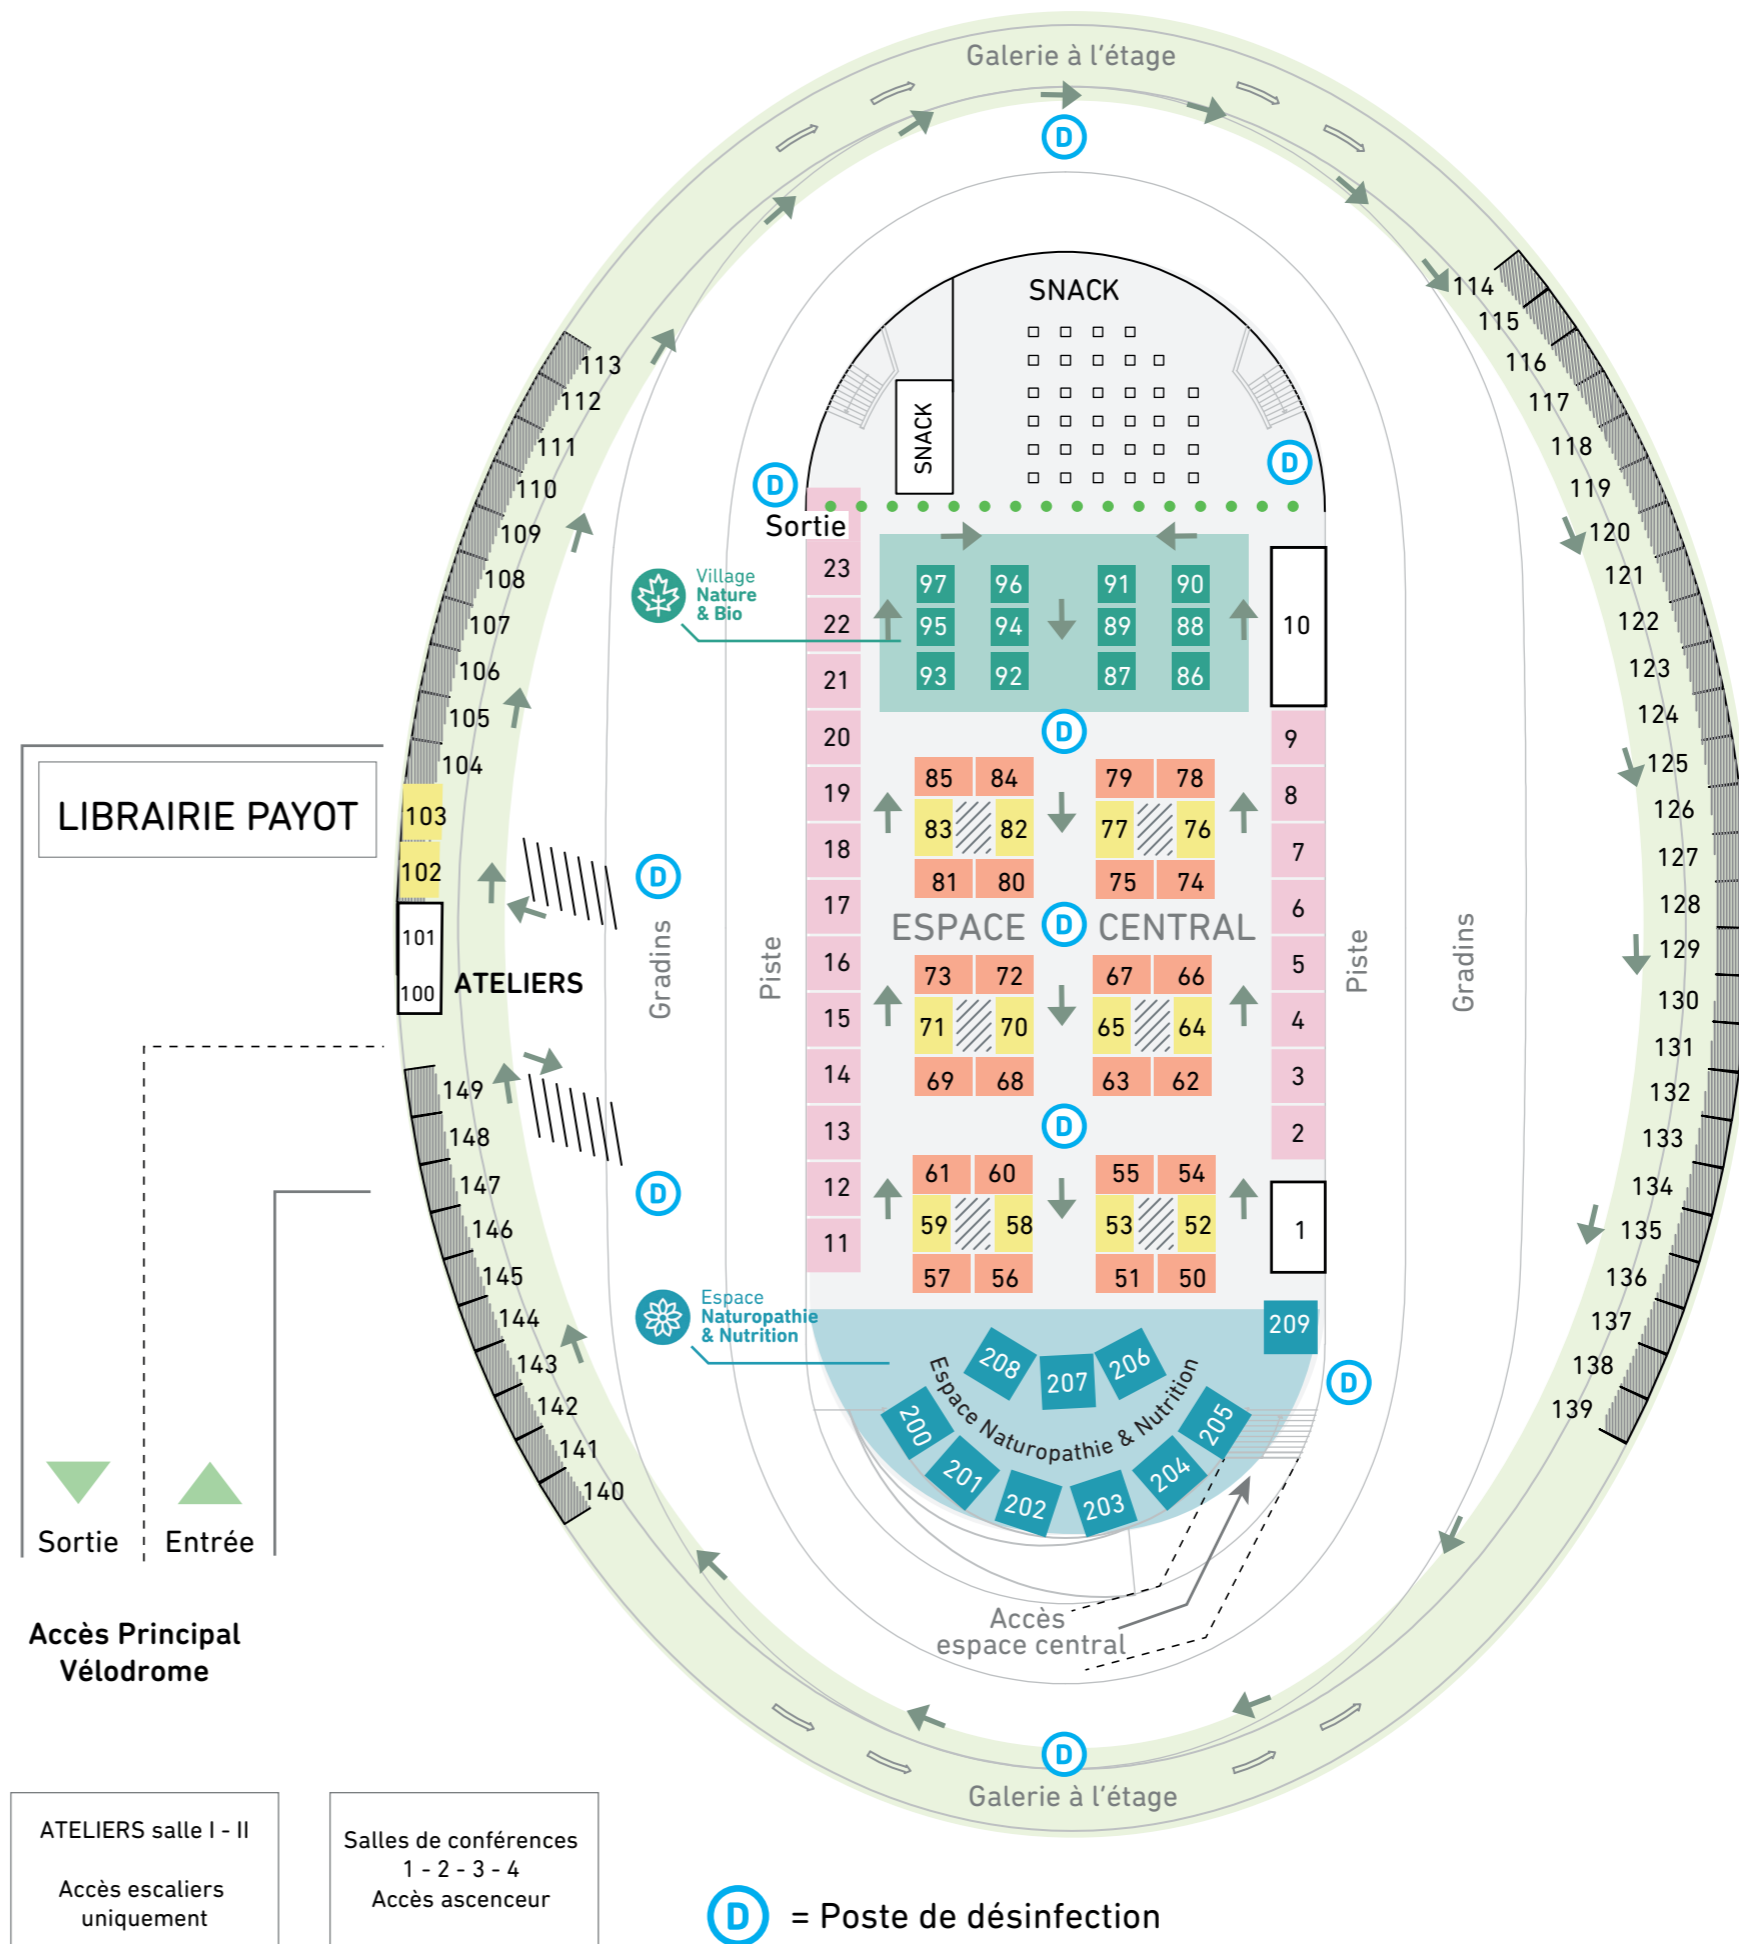 Galerie à l'étage
D
SNACK
114
115
116
117
118
119
120
121
122
123
124
125
126
127
128
129
130
131
132
133
134
135
136
137
138
139
113
112
111
110
109
108
107
106
105
104
103
102
101
100
ATELIERS
149
148
147
146
145
144
143
142
141
140
SNACK
D
D
Sortie
Village
Nature
& Bio
23
22
21
20
19
18
17
16
15
14
13
12
11
97 96 91 90
95 94 89 88
93 92 87 86
10
9
8
7
6
5
4
3
2
1
D
85 84 79 78
83 82 77 76
81 80 75 74
ESPACE D CENTRAL
73 72 67 66
71 70 65 64
69 68 63 62
D
61 60 55 54
59 58 53 52
57 56 51 50
D
Gradins
D
Piste
Piste
Gradins
Espace
Naturopathie
& Nutrition
209
208
207
206
Espace Naturopathie & Nutrition
200
201
202
203
204
205
D
Accès
espace central
D
Galerie à l'étage
LIBRAIRIE PAYOT
Sortie Entrée
Accès Principal
Vélodrome
ATELIERS salle I - II
Accès escaliers
uniquement
Salles de conférences
1 - 2 - 3 - 4
Accès ascenceur
D = Poste de désinfection